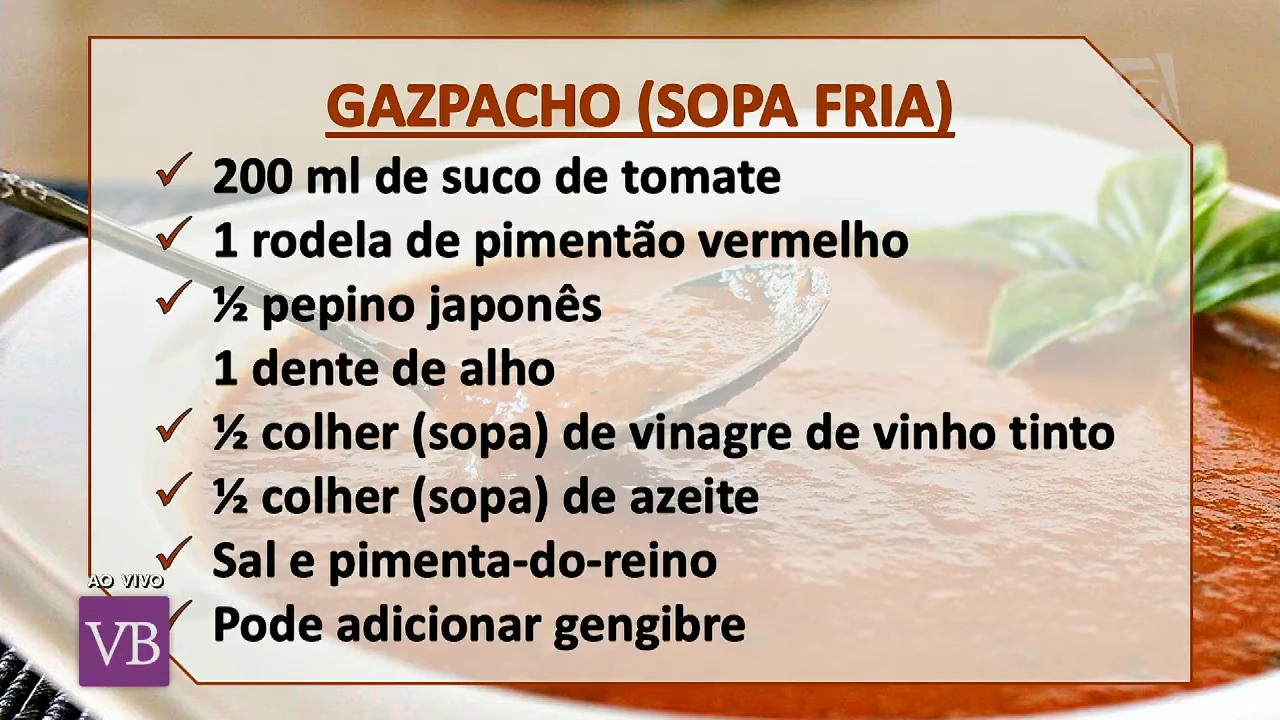 GAZPACHO (SOPA FRIA)
✓ 200 ml de suco de tomate
✓ 1 rodela de pimentão vermelho
✓ ½ pepino japonês
1 dente de alho
✓ ½ colher (sopa) de vinagre de vinho tinto
✓ ½ colher (sopa) de azeite
✓ Sal e pimenta-do-reino
✓ Pode adicionar gengibre
AO VIVO
VB